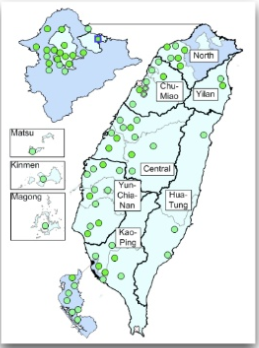 North
Chu-
Miao
Yilan
Matsu
Kinmen
Magong
Central
Yun-
Chia-
Nan
Hua-
Tung
Kao-
Ping